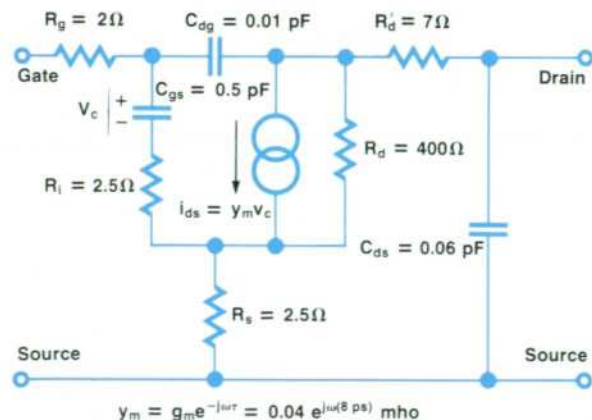 R_g = 2Ω
C_dg = 0.01 pF
R'_d = 7Ω
Gate
Drain
V_c
+
−
C_gs = 0.5 pF
R_d = 400Ω
R_i = 2.5Ω
i_ds = y_m v_c
C_ds = 0.06 pF
R_s = 2.5Ω
Source
Source
y_m = g_m e^{−jωτ} = 0.04 e^{jω(8 ps)} mho